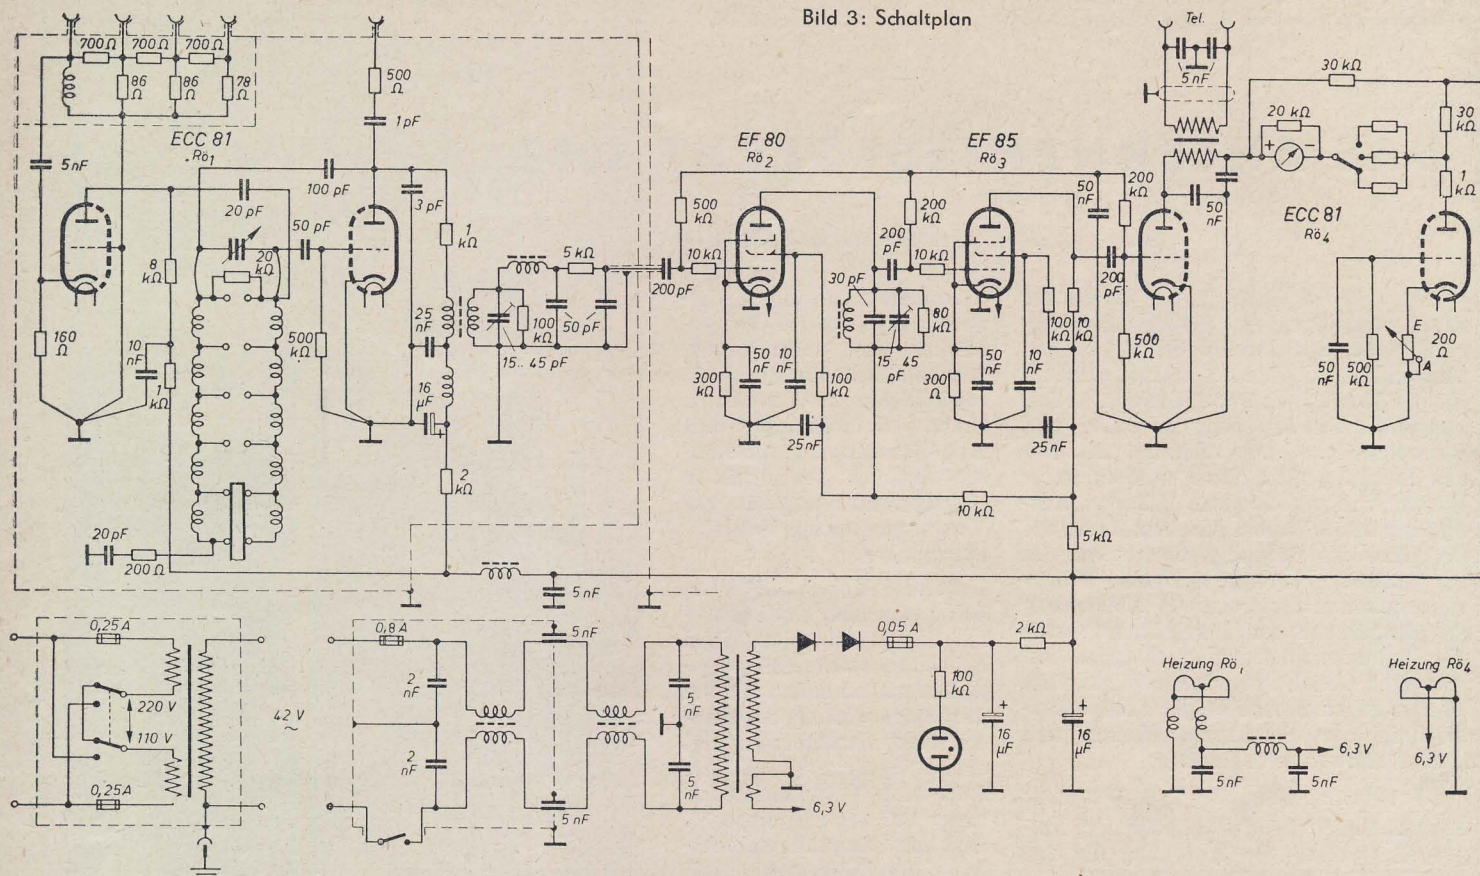 Bild 3: Schaltplan
Tel.
700 Ω
700 Ω
700 Ω
86 Ω
86 Ω
78 Ω
500 Ω
1 pF
5 nF
30 kΩ
20 kΩ
30 kΩ
ECC 81
Rö1
EF 80
Rö2
EF 85
Rö3
5 nF
100 pF
3 pF
20 pF
50 pF
20 kΩ
8 kΩ
1 kΩ
500 kΩ
10 kΩ
200 kΩ
200 pF
10 kΩ
50 nF
200 kΩ
50 nF
1 kΩ
ECC 81
Rö4
5 kΩ
200 pF
30 pF
200 pF
160 Ω
10 nF
1 kΩ
500 kΩ
25 nF
16 µF
+
100 kΩ
50 pF
15.. 45 pF
300 kΩ
50 nF
10 nF
100 kΩ
15 45 pF
80 kΩ
300 Ω
50 nF
10 nF
100 kΩ
10 kΩ
500 kΩ
50 nF
500 kΩ
E
200 Ω
A
25 nF
25 nF
2 kΩ
10 kΩ
5 kΩ
20 pF
200 Ω
5 nF
0,25 A
220 V
110 V
0,25 A
42 V
~
0,8 A
2 nF
2 nF
5 nF
5 nF
5 nF
5 nF
6,3 V
0,05 A
100 kΩ
+
16 µF
2 kΩ
+
16 µF
Heizung Rö1
5 nF
5 nF
6,3 V
Heizung Rö4
6,3 V